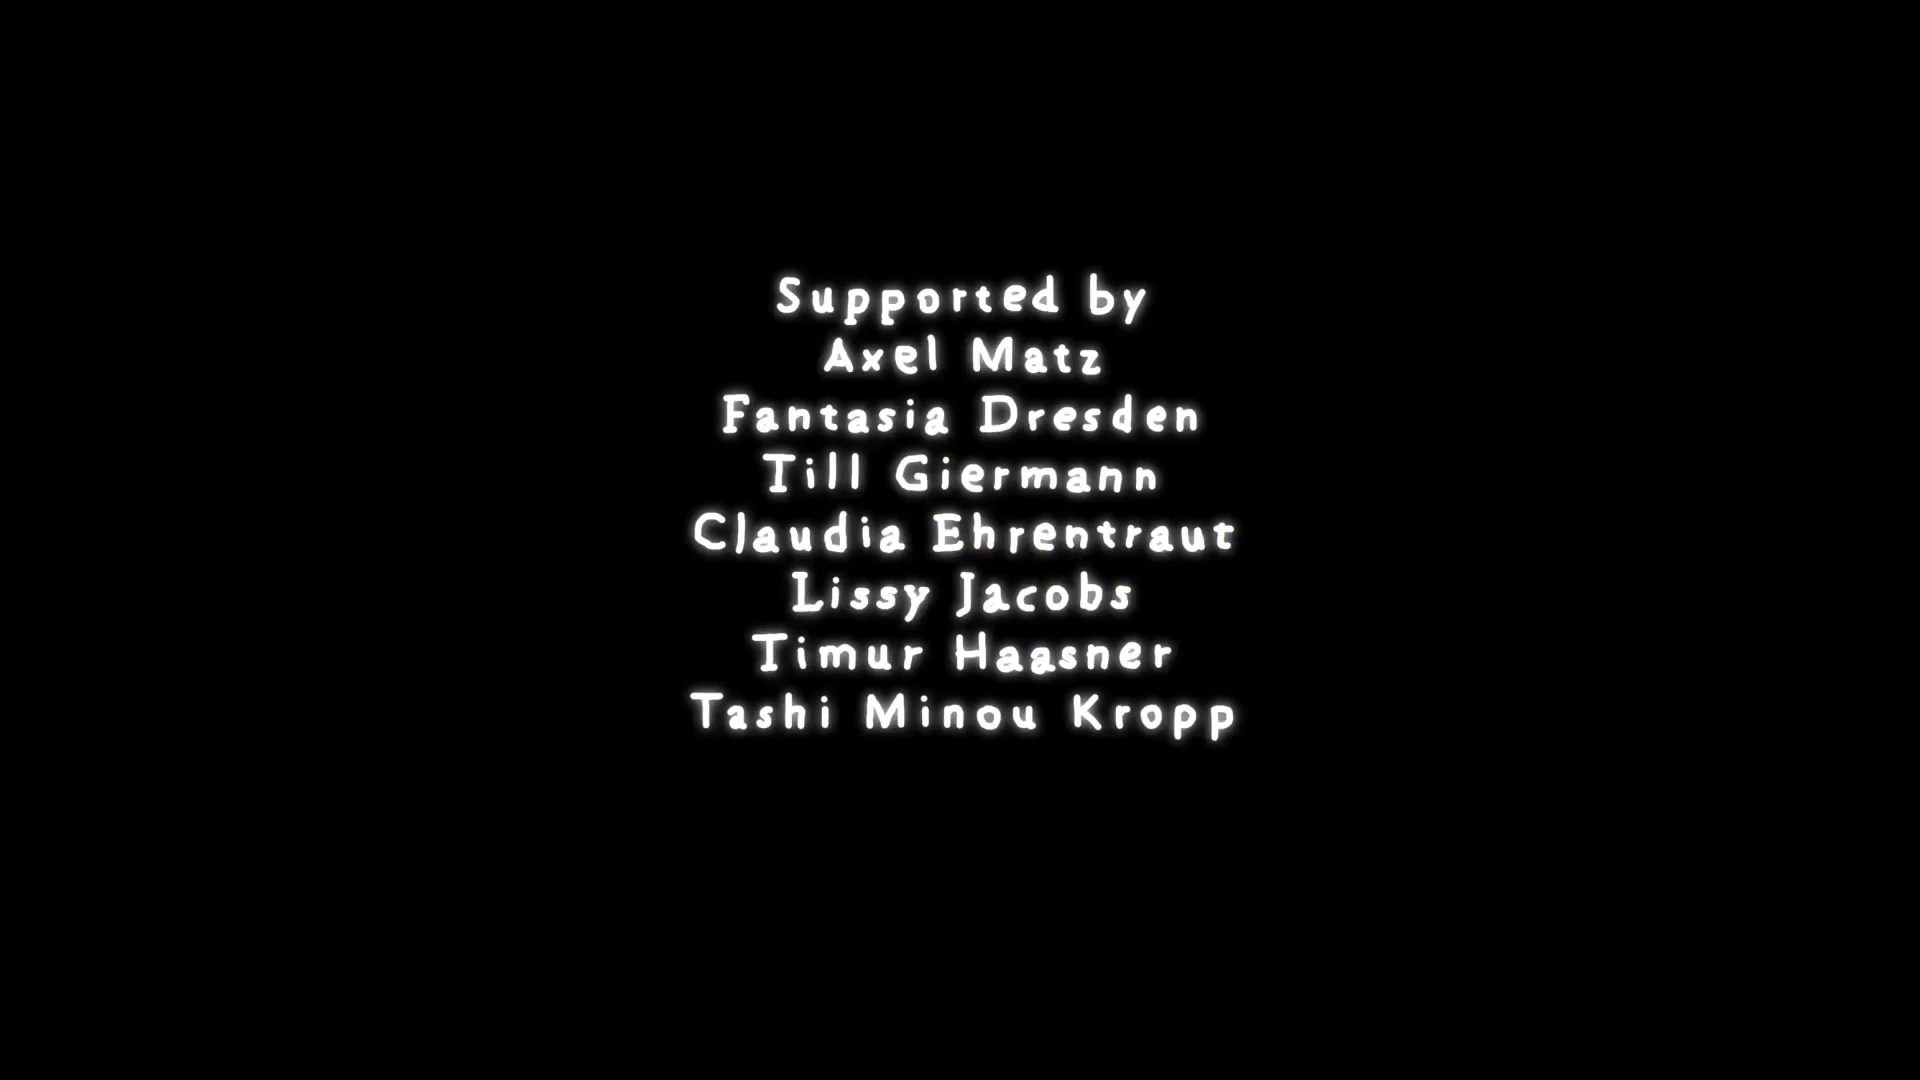 Supported by
Axel Matz
Fantasia Dresden
Till Giermann
Claudia Ehrentraut
Lissy Jacobs
Timur Haasner
Tashi Minou Kropp